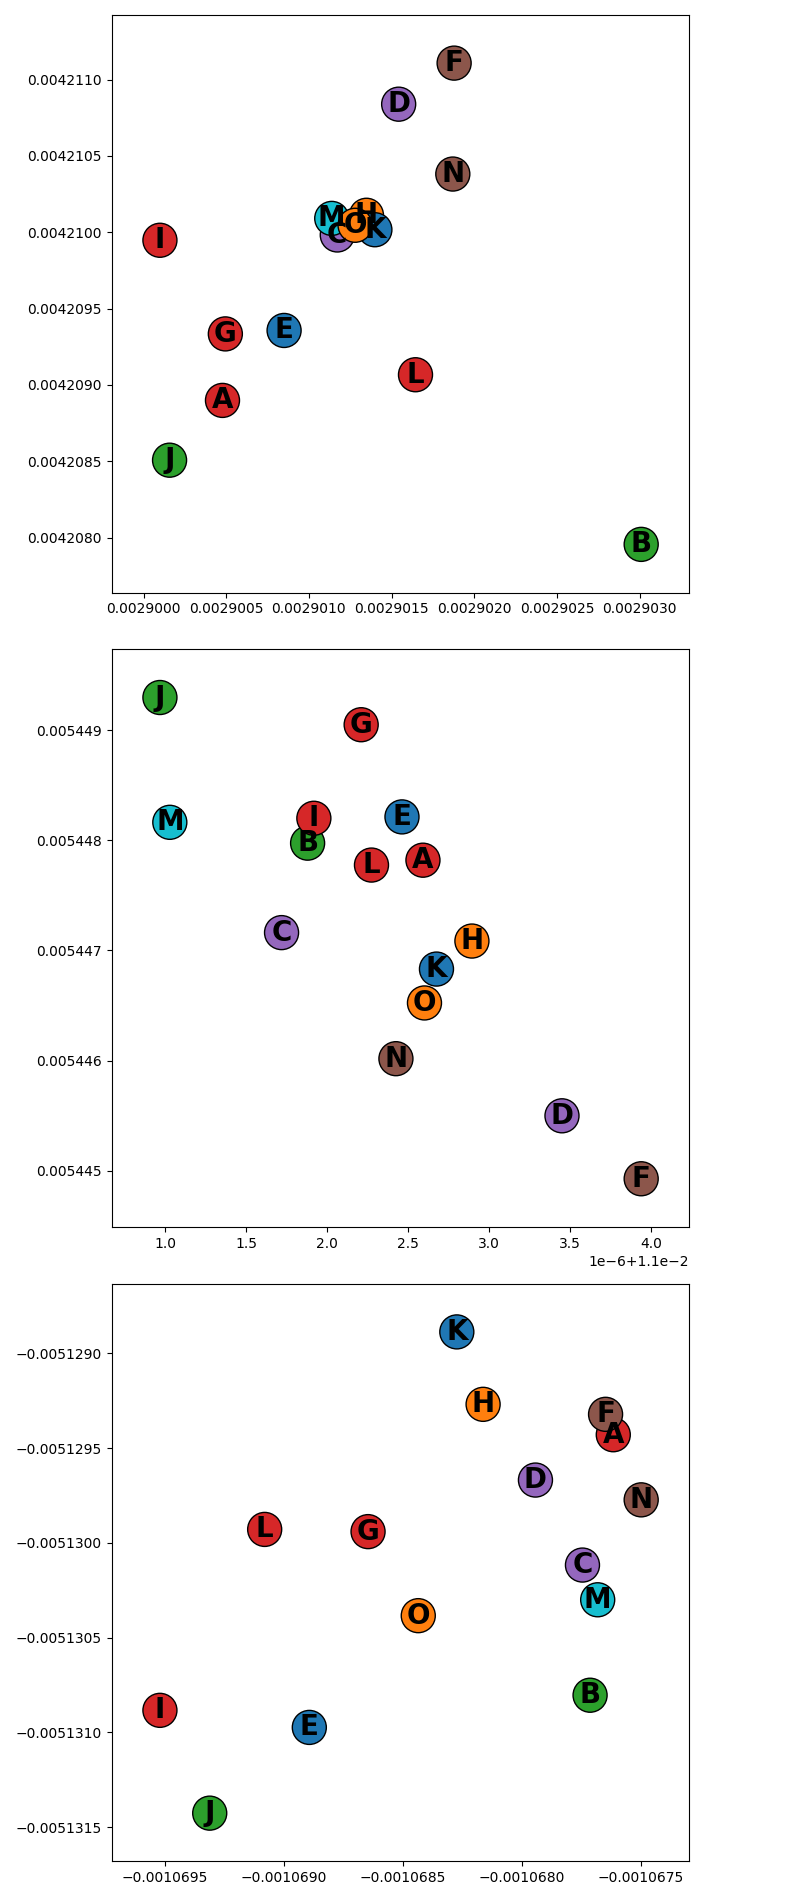 0.0042110
0.0042105
0.0042100
0.0042095
0.0042090
0.0042085
0.0042080
F
D
N
M H
O
C K
I
G E
L
A
J
B
0.0029000 0.0029005 0.0029010 0.0029015 0.0029020 0.0029025 0.0029030
0.005449
0.005448
0.005447
0.005446
0.005445
J
G
M I E
B
L A
C
H
K
O
N
D
F
1.0 1.5 2.0 2.5 3.0 3.5 4.0
1e−6+1.1e−2
−0.0051290
−0.0051295
−0.0051300
−0.0051305
−0.0051310
−0.0051315
K
H
F
A
D
N
L G
C
M
O
B
I
E
J
−0.0010695 −0.0010690 −0.0010685 −0.0010680 −0.0010675